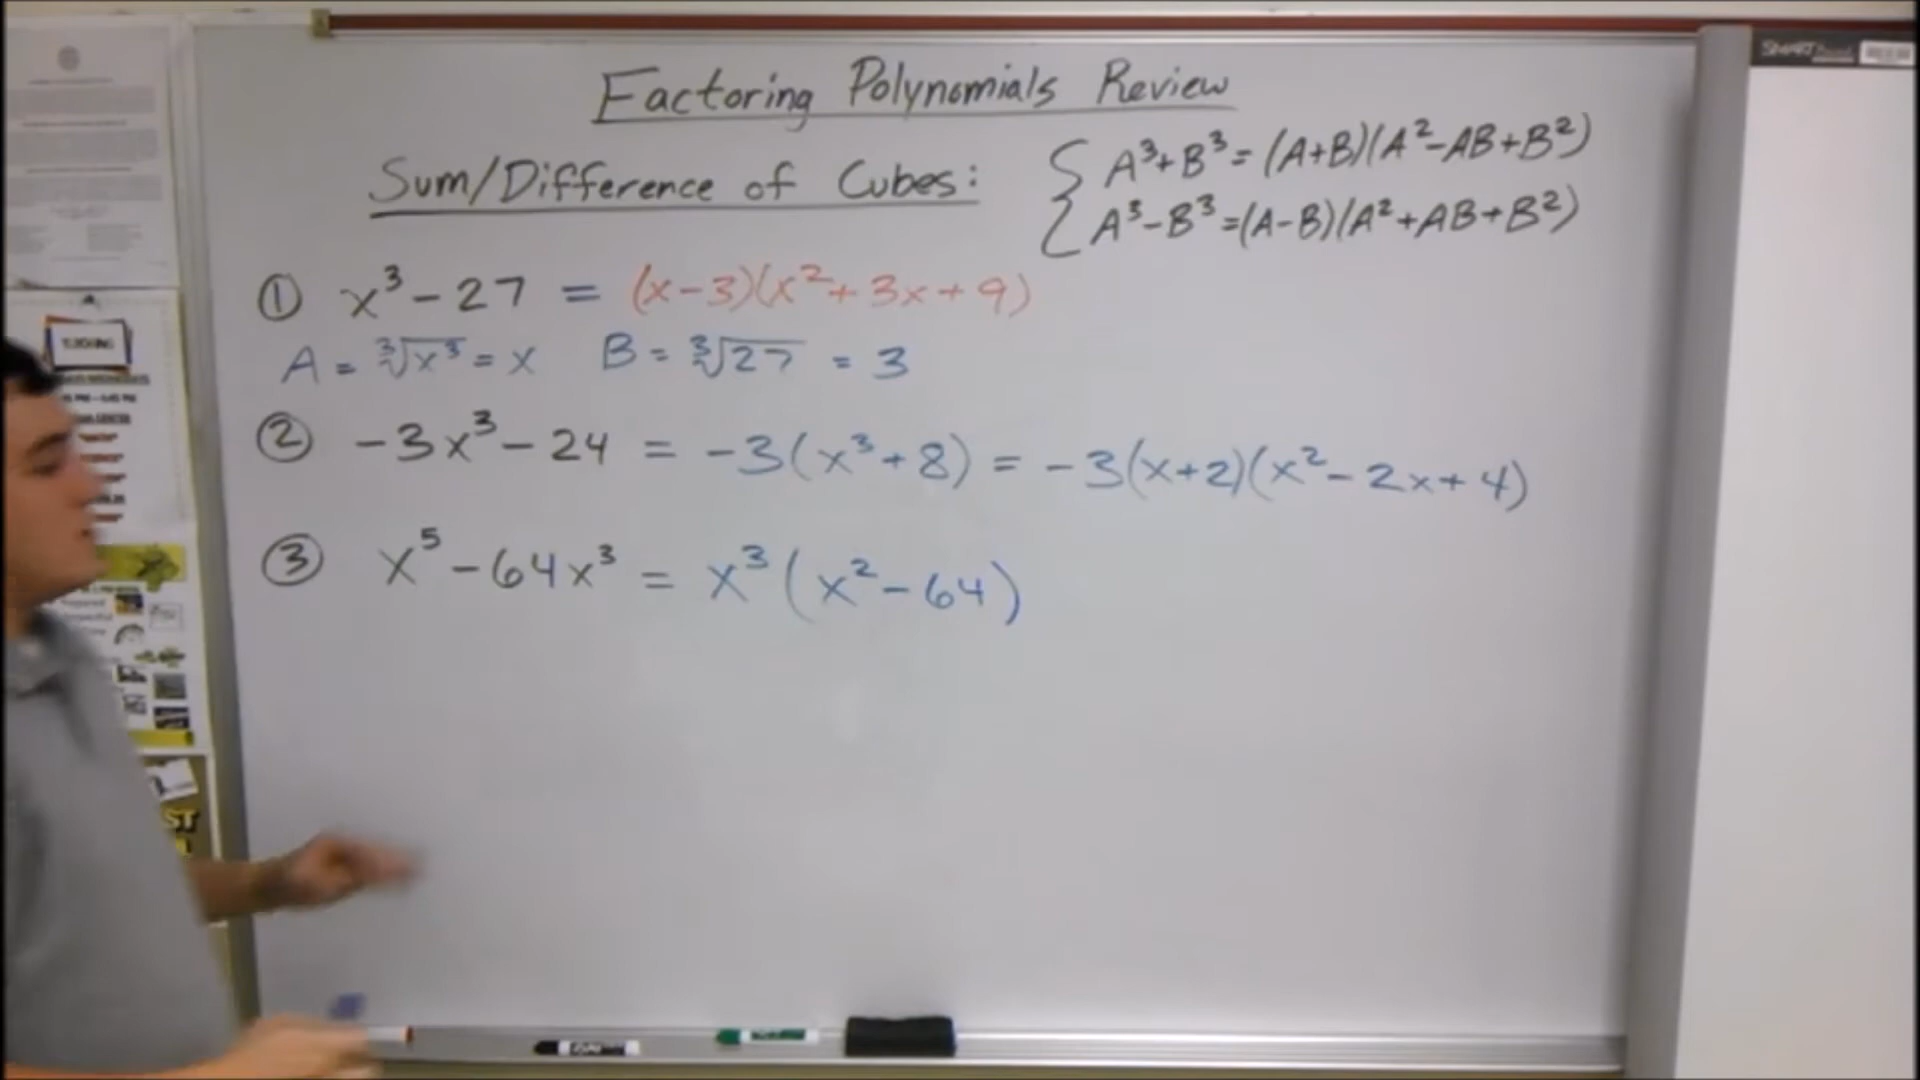 Factoring Polynomials Review
Sum/Difference of Cubes:
A³+B³=(A+B)(A²-AB+B²)
A³-B³=(A-B)(A²+AB+B²)
① x³-27 = (x-3)(x²+3x+9)
A = ∛x³ = x B = ∛27 = 3
② -3x³-24 = -3(x³+8) = -3(x+2)(x²-2x+4)
③ x⁵-64x³ = x³(x²-64)
SMART